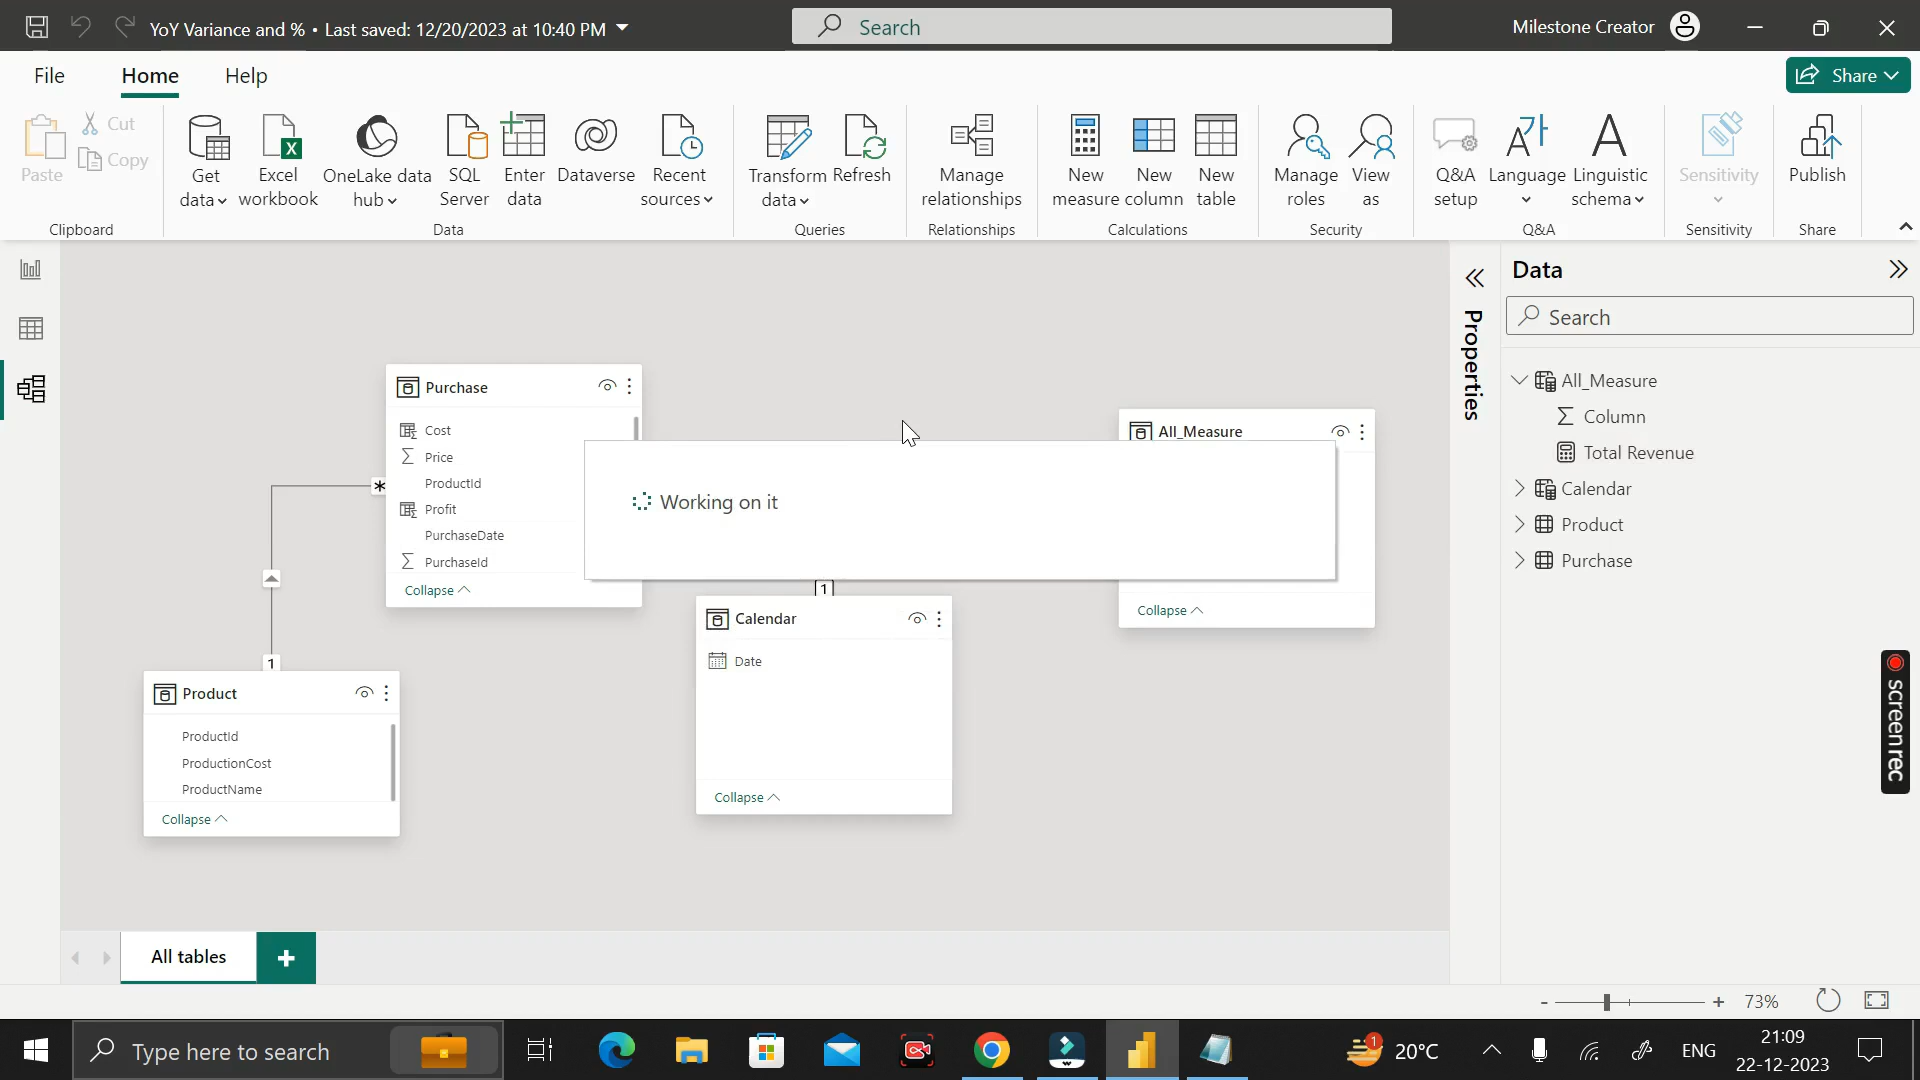 YoY Variance and % • Last saved: 12/20/2023 at 10:40 PM
Search
Milestone Creator
File
Home
Help
Share
Paste
Cut
Copy
Clipboard
Get data
Excel workbook
OneLake data hub
SQL Server
Enter data
Dataverse
Recent sources
Data
Transform data
Refresh
Queries
Manage relationships
Relationships
New measure
New column
New table
Calculations
Manage roles
View as
Security
Q&A setup
Language
Linguistic schema
Q&A
Sensitivity
Sensitivity
Publish
Share
Purchase
Cost
Price
ProductId
Profit
PurchaseDate
PurchaseId
Collapse
*
1
Product
ProductId
ProductionCost
ProductName
Collapse
Working on it
1
Calendar
Date
Collapse
All_Measure
Collapse
Properties
Data
Search
All_Measure
Column
Total Revenue
Calendar
Product
Purchase
screen rec
All tables
+
- + 73%
Type here to search
1
20°C
ENG
21:09
22-12-2023